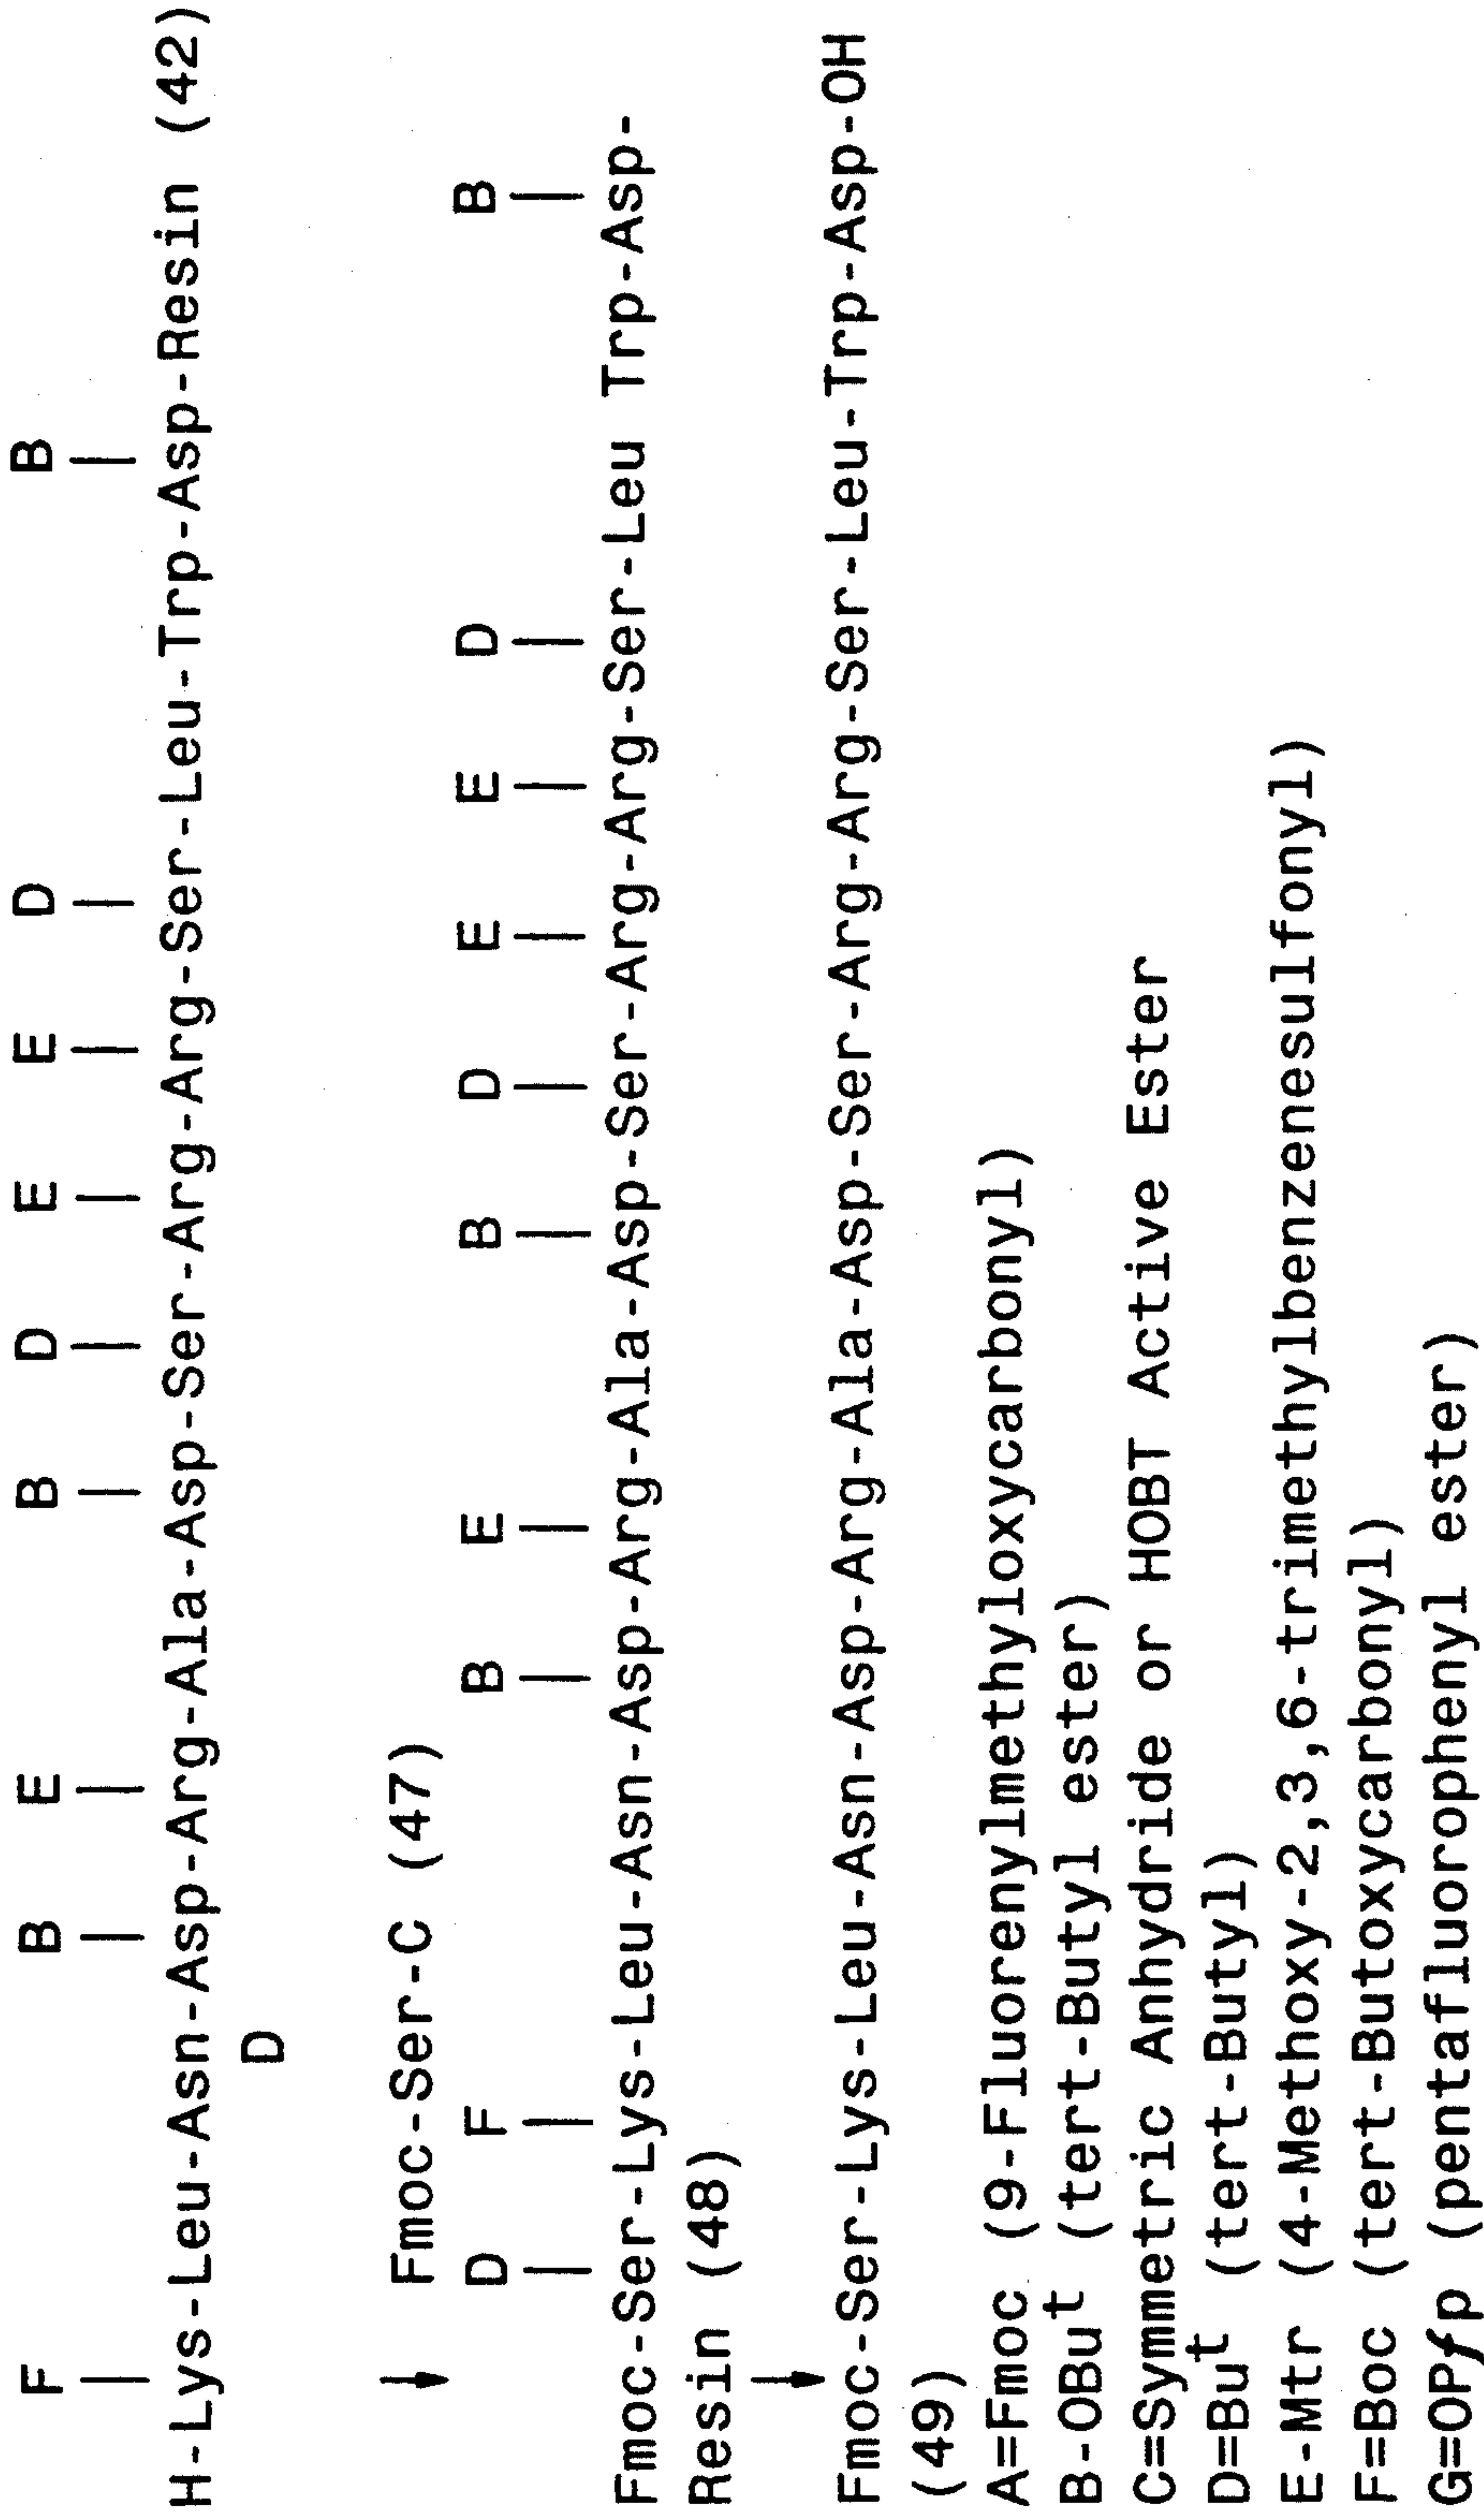 F B E B D E E D B
H-Lys-Leu-Asn-Asp-Arg-Ala-Asp-Ser-Arg-Arg-Ser-Leu-Trp-Asp-Resin (42)
D
Fmoc-Ser-C (47)
D F B E B D E E D B
Fmoc-Ser-Lys-Leu-Asn-Asp-Arg-Ala-Asp-Ser-Arg-Arg-Ser-Leu Trp-Asp-
Resin (48)
Fmoc-Ser-Lys-Leu-Asn-Asp-Arg-Ala-Asp-Ser-Arg-Arg-Ser-Leu-Trp-Asp-OH
(49)
A=Fmoc (9-Fluorenylmethyloxycarbonyl)
B-OBut (tert-Butyl ester)
C=Symmetric Anhydride or HOBT Active Ester
D=But (tert-Butyl)
E-Mtr (4-Methoxy-2,3,6-trimethylbenzenesulfonyl)
F=Boc (tert-Butoxycarbonyl)
G=OPfp (pentafluorophenyl ester)